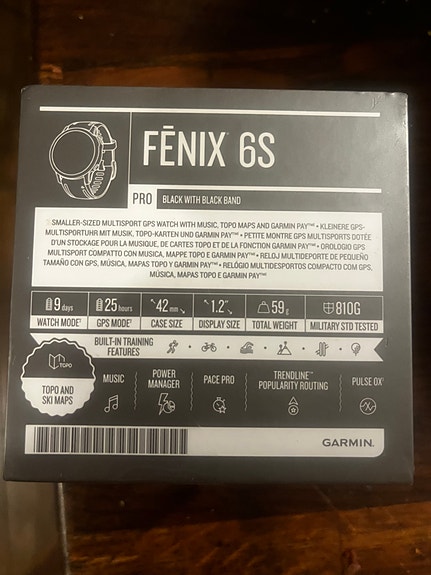 FĒNIX® 6S
PRO BLACK WITH BLACK BAND
SMALLER-SIZED MULTISPORT GPS WATCH WITH MUSIC, TOPO MAPS AND GARMIN PAY™ • KLEINERE GPS-
MULTISPORTUHR MIT MUSIK, TOPO-KARTEN UND GARMIN PAY™ • PETITE MONTRE GPS MULTISPORTS DOTÉE
D'UN STOCKAGE POUR LA MUSIQUE, DE CARTES TOPO ET DE LA FONCTION GARMIN PAY™ • OROLOGIO GPS
MULTISPORT COMPATTO CON MUSICA, MAPPE TOPO E GARMIN PAY™ • RELOJ MULTIDEPORTE DE PEQUEÑO
TAMAÑO CON GPS, MÚSICA, MAPAS TOPO Y GARMIN PAY™ • RELÓGIO MULTIDESPORTOS COMPACTO COM GPS,
MÚSICA, MAPAS TOPO E GARMIN PAY™
9 days 25 hours 42 mm 1.2" 59 g 810G
WATCH MODE† GPS MODE† CASE SIZE DISPLAY SIZE TOTAL WEIGHT MILITARY STD TESTED
BUILT-IN TRAINING
FEATURES
TOPO
TOPO AND
SKI MAPS
MUSIC
POWER
MANAGER
PACE PRO
TRENDLINE™
POPULARITY ROUTING
PULSE OX†
GARMIN.